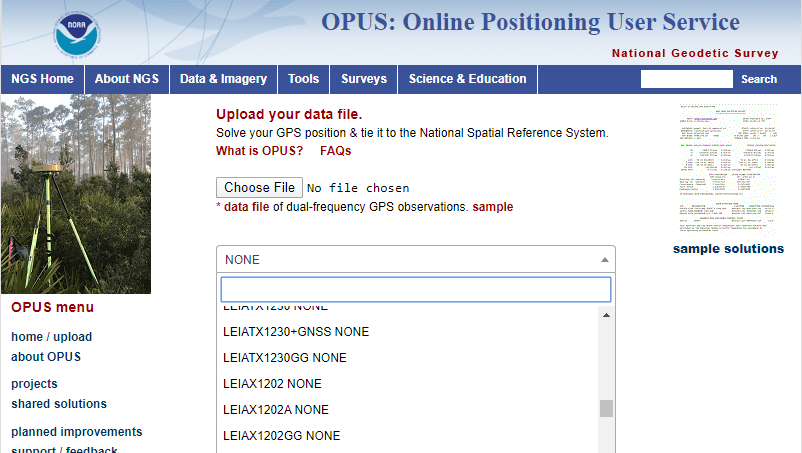 NOAA
OPUS: Online Positioning User Service
National Geodetic Survey
NGS Home
About NGS
Data & Imagery
Tools
Surveys
Science & Education
Search
Upload your data file.
Solve your GPS position & tie it to the National Spatial Reference System.
What is OPUS? FAQs
Choose File No file chosen
* data file of dual-frequency GPS observations. sample
sample solutions
NONE
LEIATX1230 NONE
LEIATX1230+GNSS NONE
LEIATX1230GG NONE
LEIAX1202 NONE
LEIAX1202A NONE
LEIAX1202GG NONE
OPUS menu
home / upload
about OPUS
projects
shared solutions
planned improvements
support / feedback